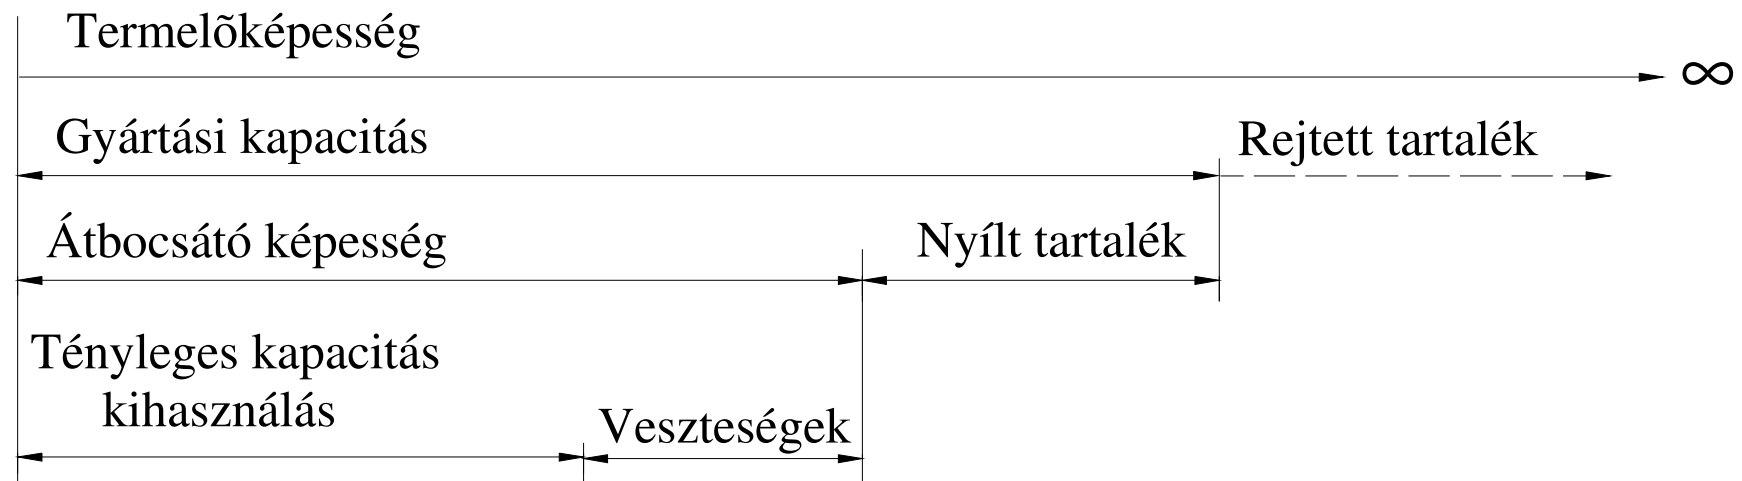 Termelõképesség
∞
Gyártási kapacitás
Rejtett tartalék
Átbocsátó képesség
Nyílt tartalék
Tényleges kapacitás
kihasználás
Veszteségek